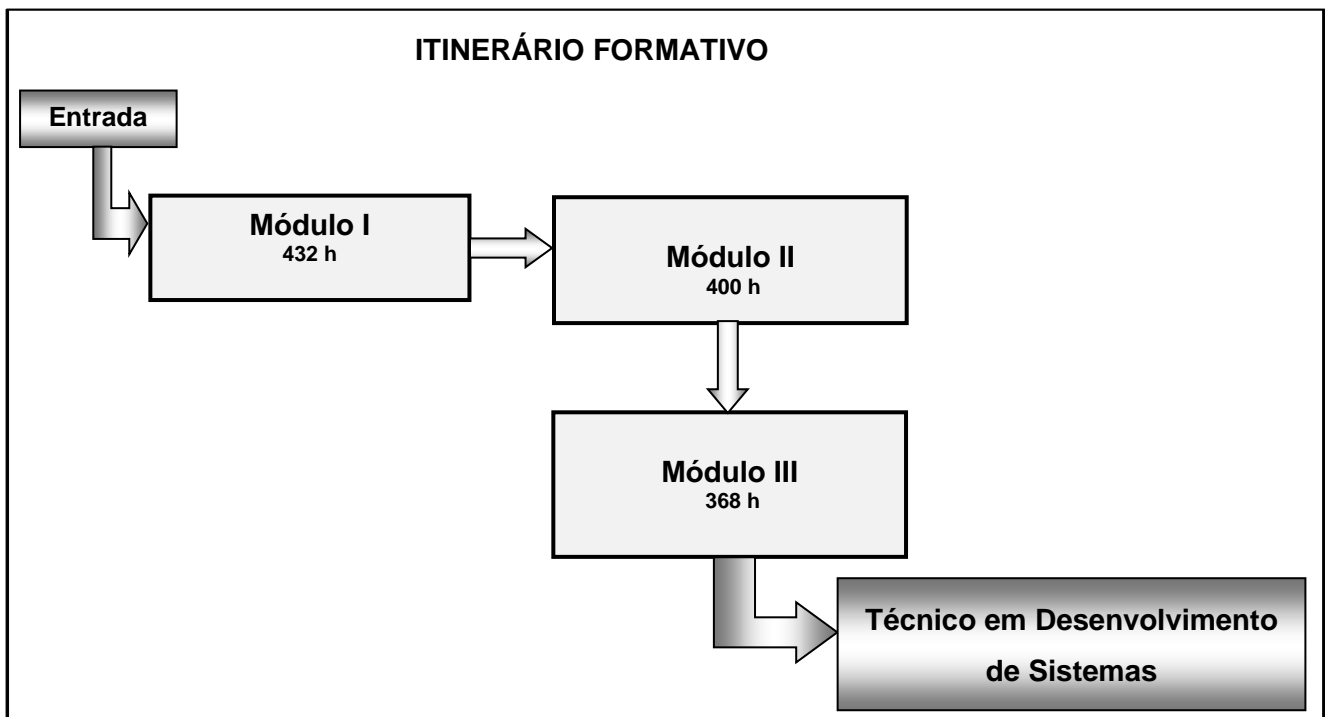 ITINERÁRIO FORMATIVO
Entrada
Módulo I
432 h
Módulo II
400 h
Módulo III
368 h
Técnico em Desenvolvimento
de Sistemas